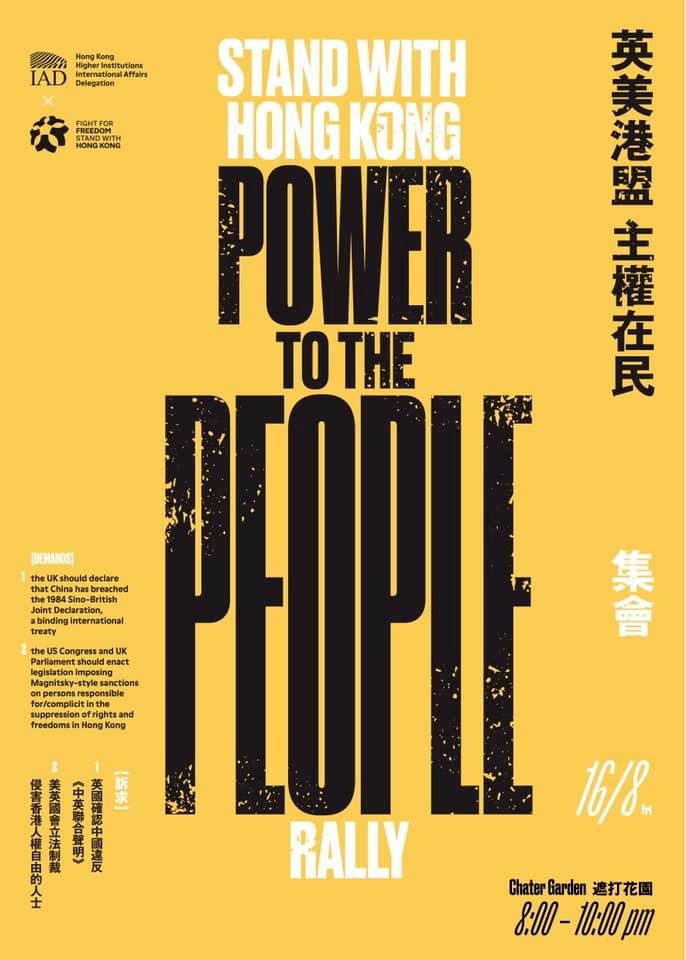 IAD
Hong Kong
Higher Institutions
International Affairs
Delegation
×
FIGHT FOR
FREEDOM
STAND WITH
HONG KONG
STAND WITH
HONG KONG
POWER
TO THE
PEOPLE
RALLY
英美港盟 主權在民
集會
[DEMANDS]
1 the UK should declare
that China has breached
the 1984 Sino-British
Joint Declaration,
a binding international
treaty
2 the US Congress and UK
Parliament should enact
legislation imposing
Magnitsky-style sanctions
on persons responsible
for/complicit in the
suppression of rights and
freedoms in Hong Kong
【訴求】
1 英國確認中國違反
《中英聯合聲明》
2 美英國會立法制裁
侵害香港人權自由的人士
16/8 fri
Chater Garden 遮打花園
8:00 – 10:00 pm